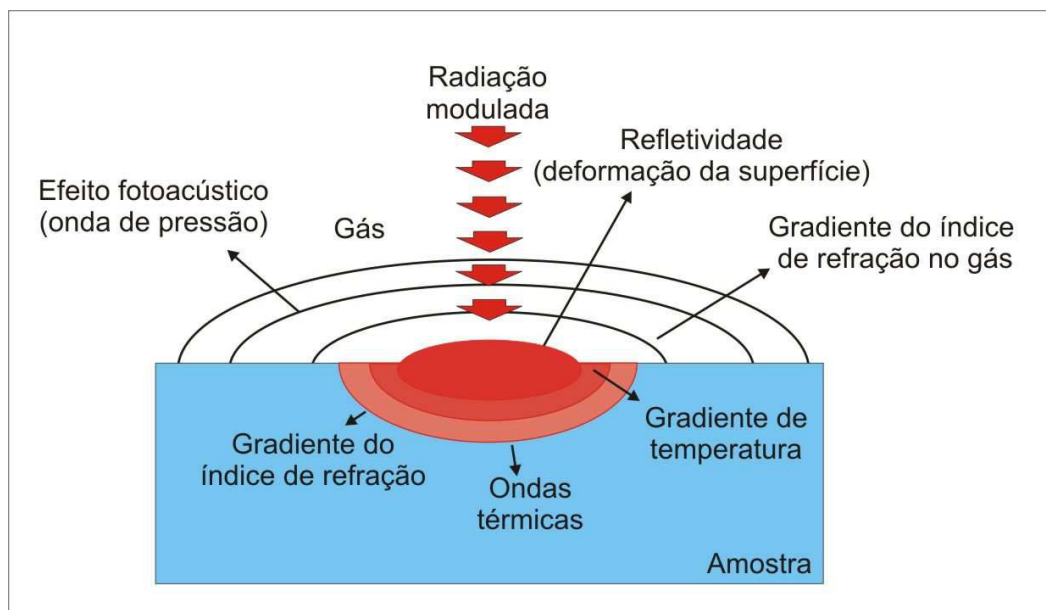 Radiação
modulada
Refletividade
(deformação da superfície)
Efeito fotoacústico
(onda de pressão)
Gás
Gradiente do índice
de refração no gás
Gradiente do
índice de refração
Ondas
térmicas
Gradiente de
temperatura
Amostra